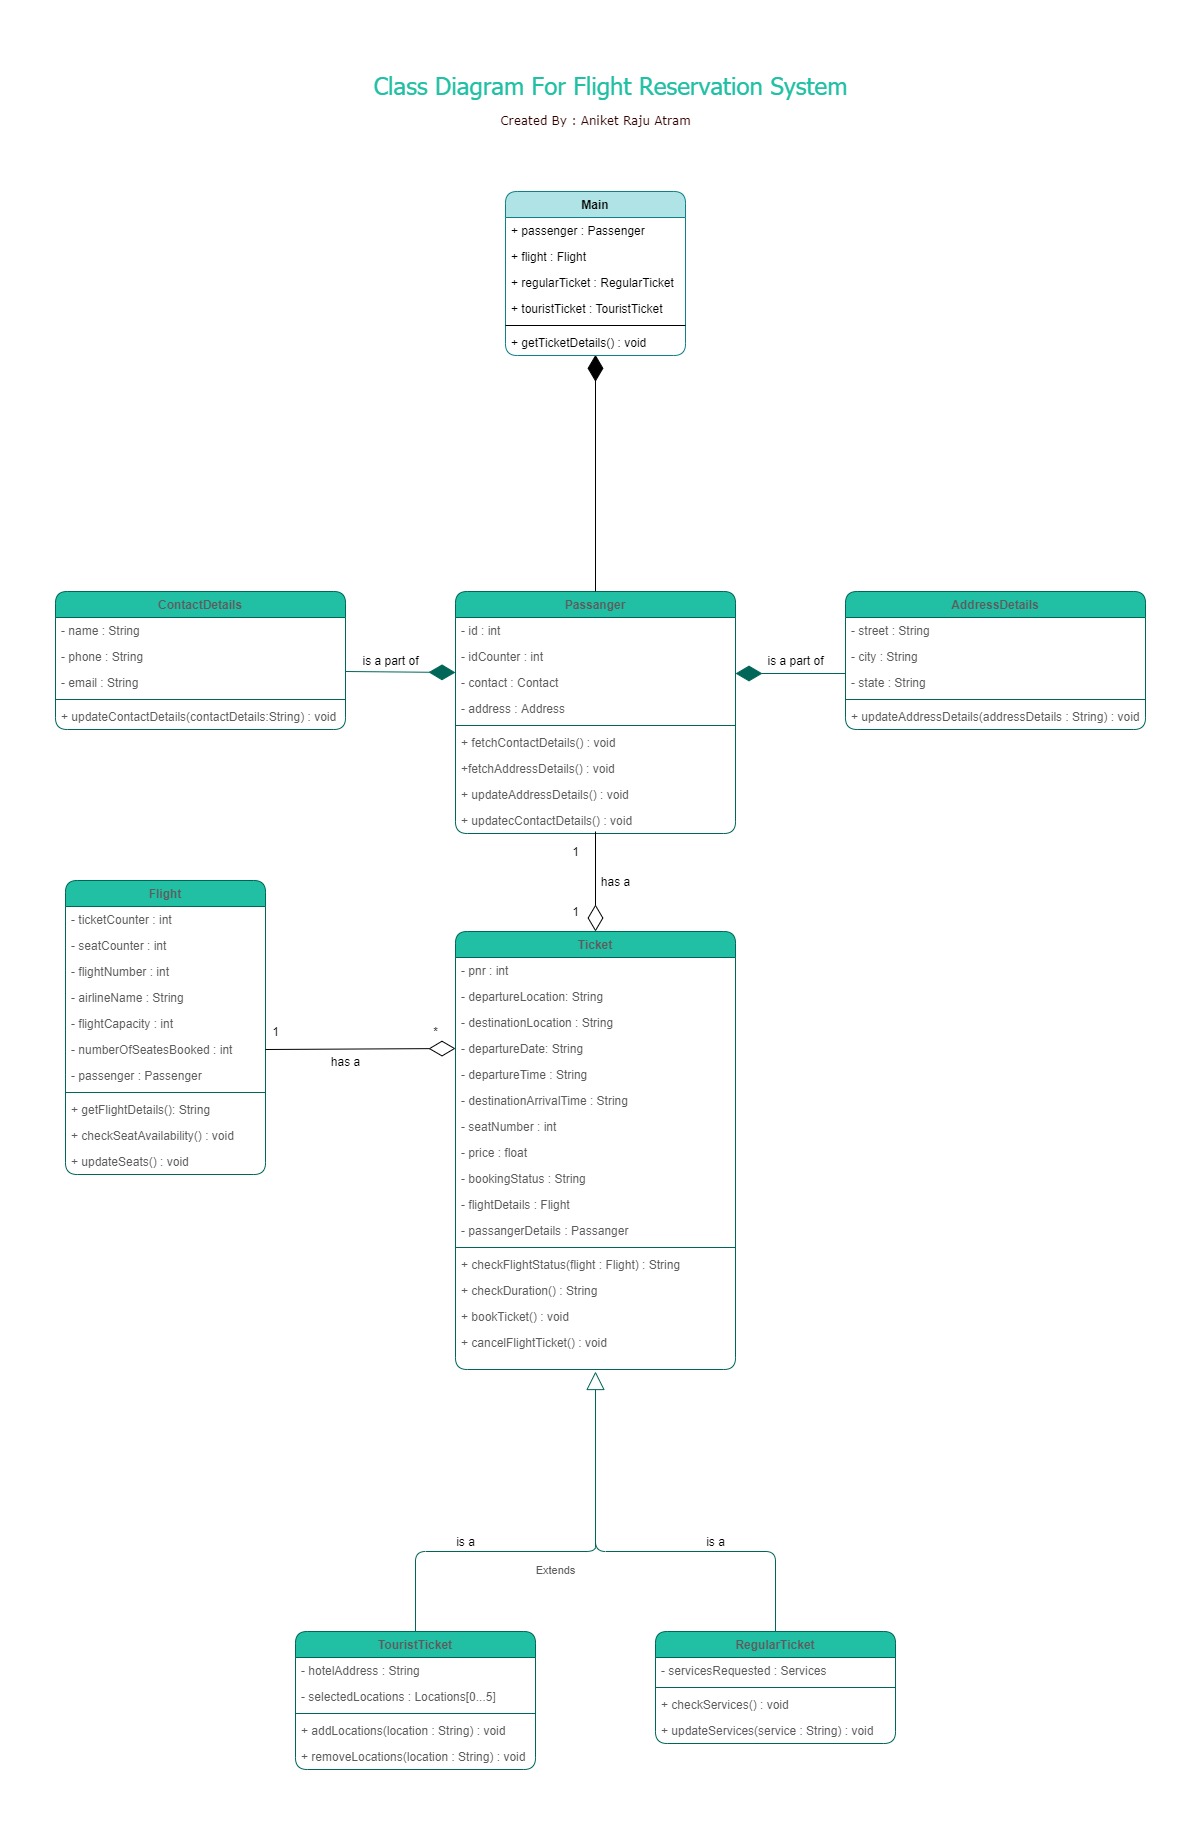 Class Diagram For Flight Reservation System
Created By : Aniket Raju Atram
Main
+ passenger : Passenger
+ flight : Flight
+ regularTicket : RegularTicket
+ touristTicket : TouristTicket
+ getTicketDetails() : void
ContactDetails
- name : String
- phone : String
- email : String
+ updateContactDetails(contactDetails:String) : void
is a part of
Passanger
- id : int
- idCounter : int
- contact : Contact
- address : Address
+ fetchContactDetails() : void
+fetchAddressDetails() : void
+ updateAddressDetails() : void
+ updatecContactDetails() : void
is a part of
AddressDetails
- street : String
- city : String
- state : String
+ updateAddressDetails(addressDetails : String) : void
1
has a
1
Flight
- ticketCounter : int
- seatCounter : int
- flightNumber : int
- airlineName : String
- flightCapacity : int
- numberOfSeatesBooked : int
- passenger : Passenger
+ getFlightDetails(): String
+ checkSeatAvailability() : void
+ updateSeats() : void
1
*
has a
Ticket
- pnr : int
- departureLocation: String
- destinationLocation : String
- departureDate: String
- departureTime : String
- destinationArrivalTime : String
- seatNumber : int
- price : float
- bookingStatus : String
- flightDetails : Flight
- passangerDetails : Passanger
+ checkFlightStatus(flight : Flight) : String
+ checkDuration() : String
+ bookTicket() : void
+ cancelFlightTicket() : void
is a
is a
Extends
TouristTicket
- hotelAddress : String
- selectedLocations : Locations[0...5]
+ addLocations(location : String) : void
+ removeLocations(location : String) : void
RegularTicket
- servicesRequested : Services
+ checkServices() : void
+ updateServices(service : String) : void